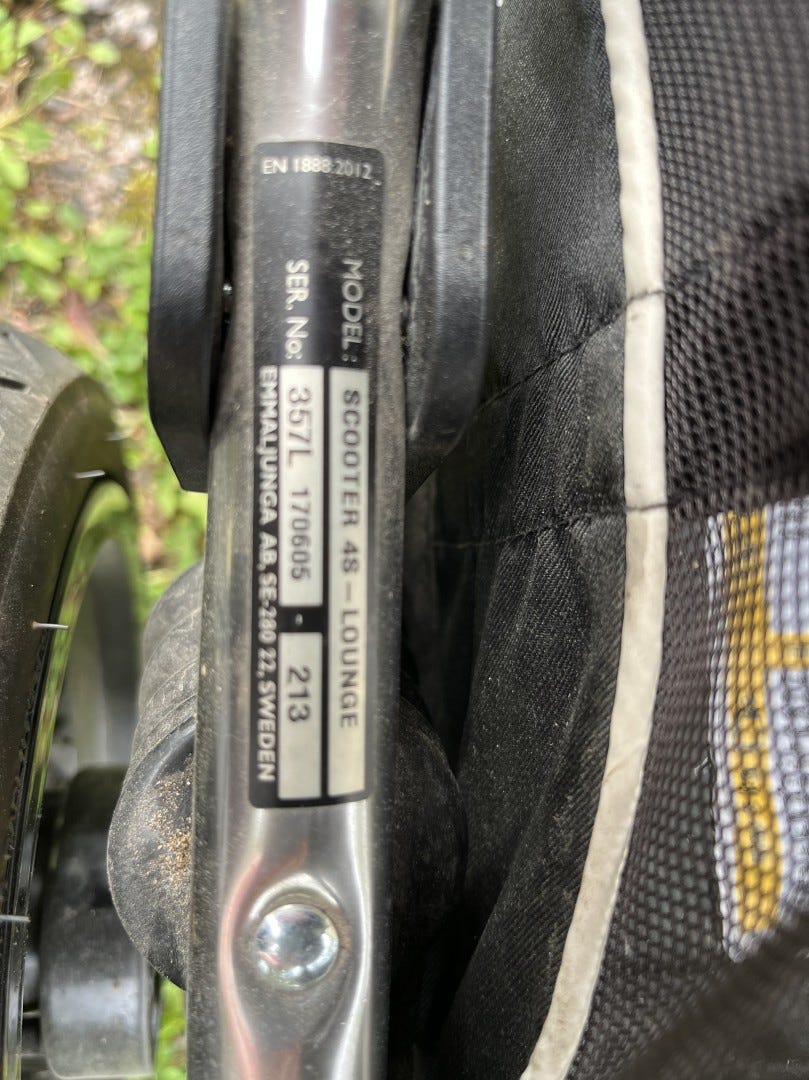 EN 1888:2012
MODEL: SCOOTER 4S-LOUNGE
SER. No: 357L 170605 - 213
EMMALJUNGA AB, SE-280 22, SWEDEN